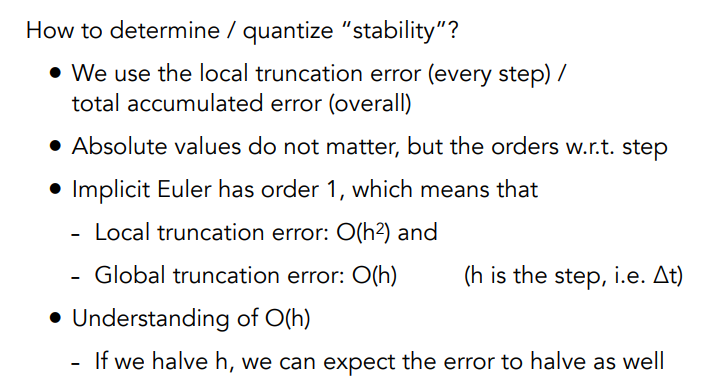 How to determine / quantize “stability”?
• We use the local truncation error (every step) /
total accumulated error (overall)
• Absolute values do not matter, but the orders w.r.t. step
• Implicit Euler has order 1, which means that
- Local truncation error: O(h²) and
- Global truncation error: O(h) (h is the step, i.e. Δt)
• Understanding of O(h)
- If we halve h, we can expect the error to halve as well